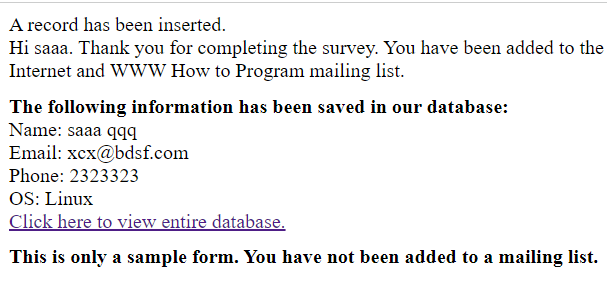 A record has been inserted.
Hi saaa. Thank you for completing the survey. You have been added to the
Internet and WWW How to Program mailing list.
The following information has been saved in our database:
Name: saaa qqq
Email: xcx@bdsf.com
Phone: 2323323
OS: Linux
Click here to view entire database.
This is only a sample form. You have not been added to a mailing list.